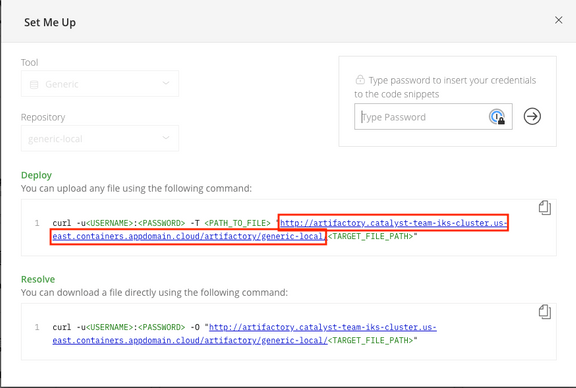 Set Me Up
Tool
Generic
Type password to insert your credentials
to the code snippets
Type Password
Repository
generic-local
Deploy
You can upload any file using the following command:
1 curl -u<USERNAME>:<PASSWORD> -T <PATH_TO_FILE> "http://artifactory.catalyst-team-iks-cluster.us-
east.containers.appdomain.cloud/artifactory/generic-local/<TARGET_FILE_PATH>"
Resolve
You can download a file directly using the following command:
1 curl -u<USERNAME>:<PASSWORD> -O "http://artifactory.catalyst-team-iks-cluster.us-
east.containers.appdomain.cloud/artifactory/generic-local/<TARGET_FILE_PATH>"